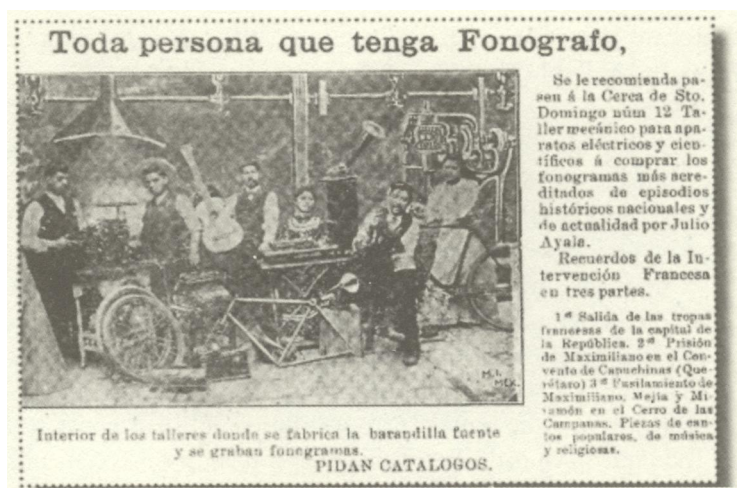 Toda persona que tenga Fonografo,
Se le recomienda pa-
sen á la Cerca de Sto.
Domingo núm 12 Ta-
ller mecánico para apa-
ratos eléctricos y cien-
tíficos á comprar los
fonogramas más acre-
ditados de episodios
históricos nacionales y
de actualidad por Julio
Ayala.
Recuerdos de la In-
tervención Francesa
en tres partes.
1ª Salida de las tropas
francesas de la capital de
la República. 2ª Prisión
de Maximiliano en el Con-
vento de Capuchinas (Que-
rétaro) 3ª Fusilamiento de
Maximiliano, Mejia y Mi-
ramón en el Cerro de las
Campanas. Piezas de can-
tos populares, de música
y religiosas.
M.I.
MEX.
Interior de los talleres donde se fabrica la barandilla fuente
y se graban fonogramas.
PIDAN CATALOGOS.